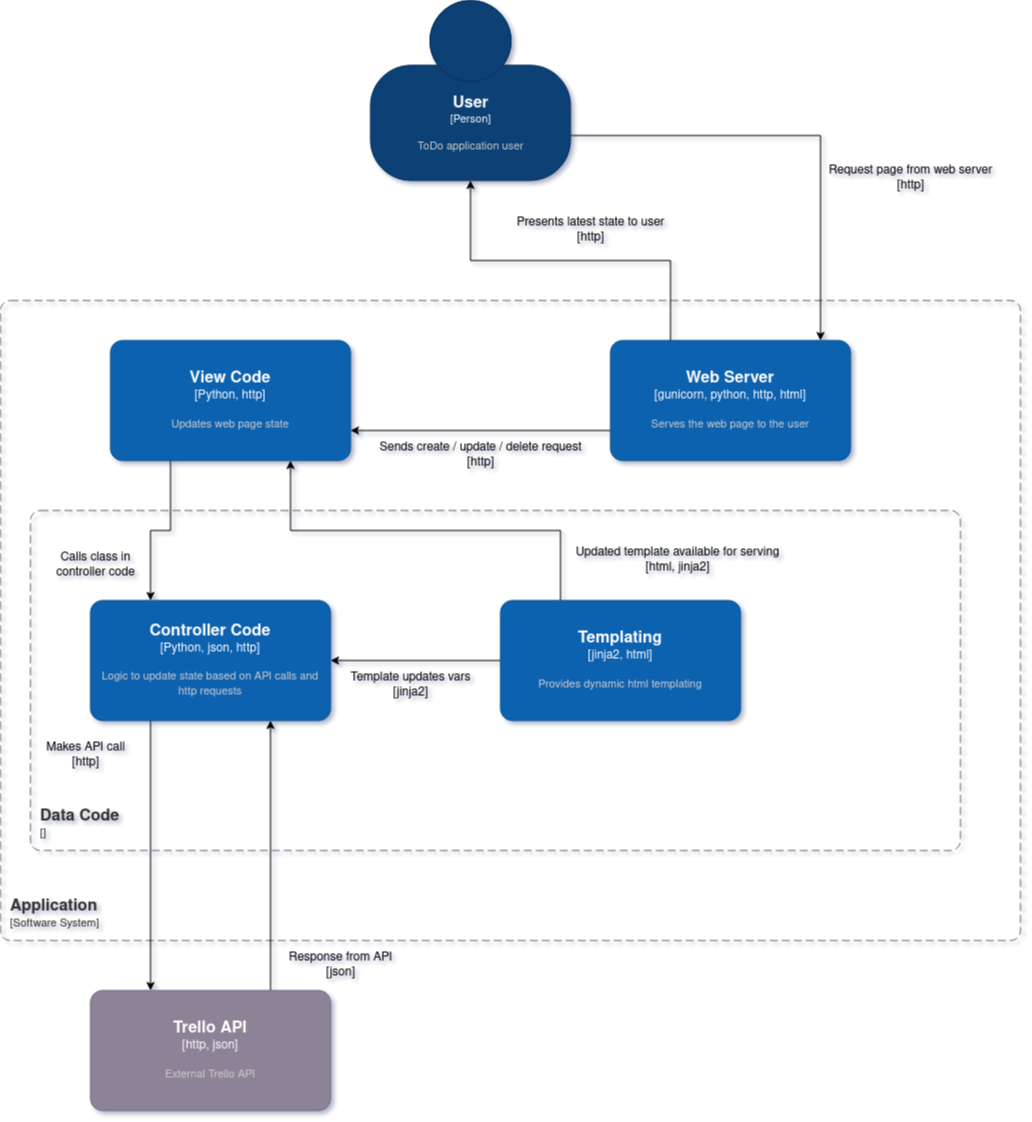 User
[Person]
ToDo application user
Request page from web server
[http]
Presents latest state to user
[http]
View Code
[Python, http]
Updates web page state
Web Server
[gunicorn, python, http, html]
Serves the web page to the user
Sends create / update / delete request
[http]
Calls class in
controller code
Updated template available for serving
[html, jinja2]
Controller Code
[Python, json, http]
Logic to update state based on API calls and
http requests
Templating
[jinja2, html]
Provides dynamic html templating
Template updates vars
[jinja2]
Makes API call
[http]
Data Code
[]
Application
[Software System]
Response from API
[json]
Trello API
[http, json]
External Trello API